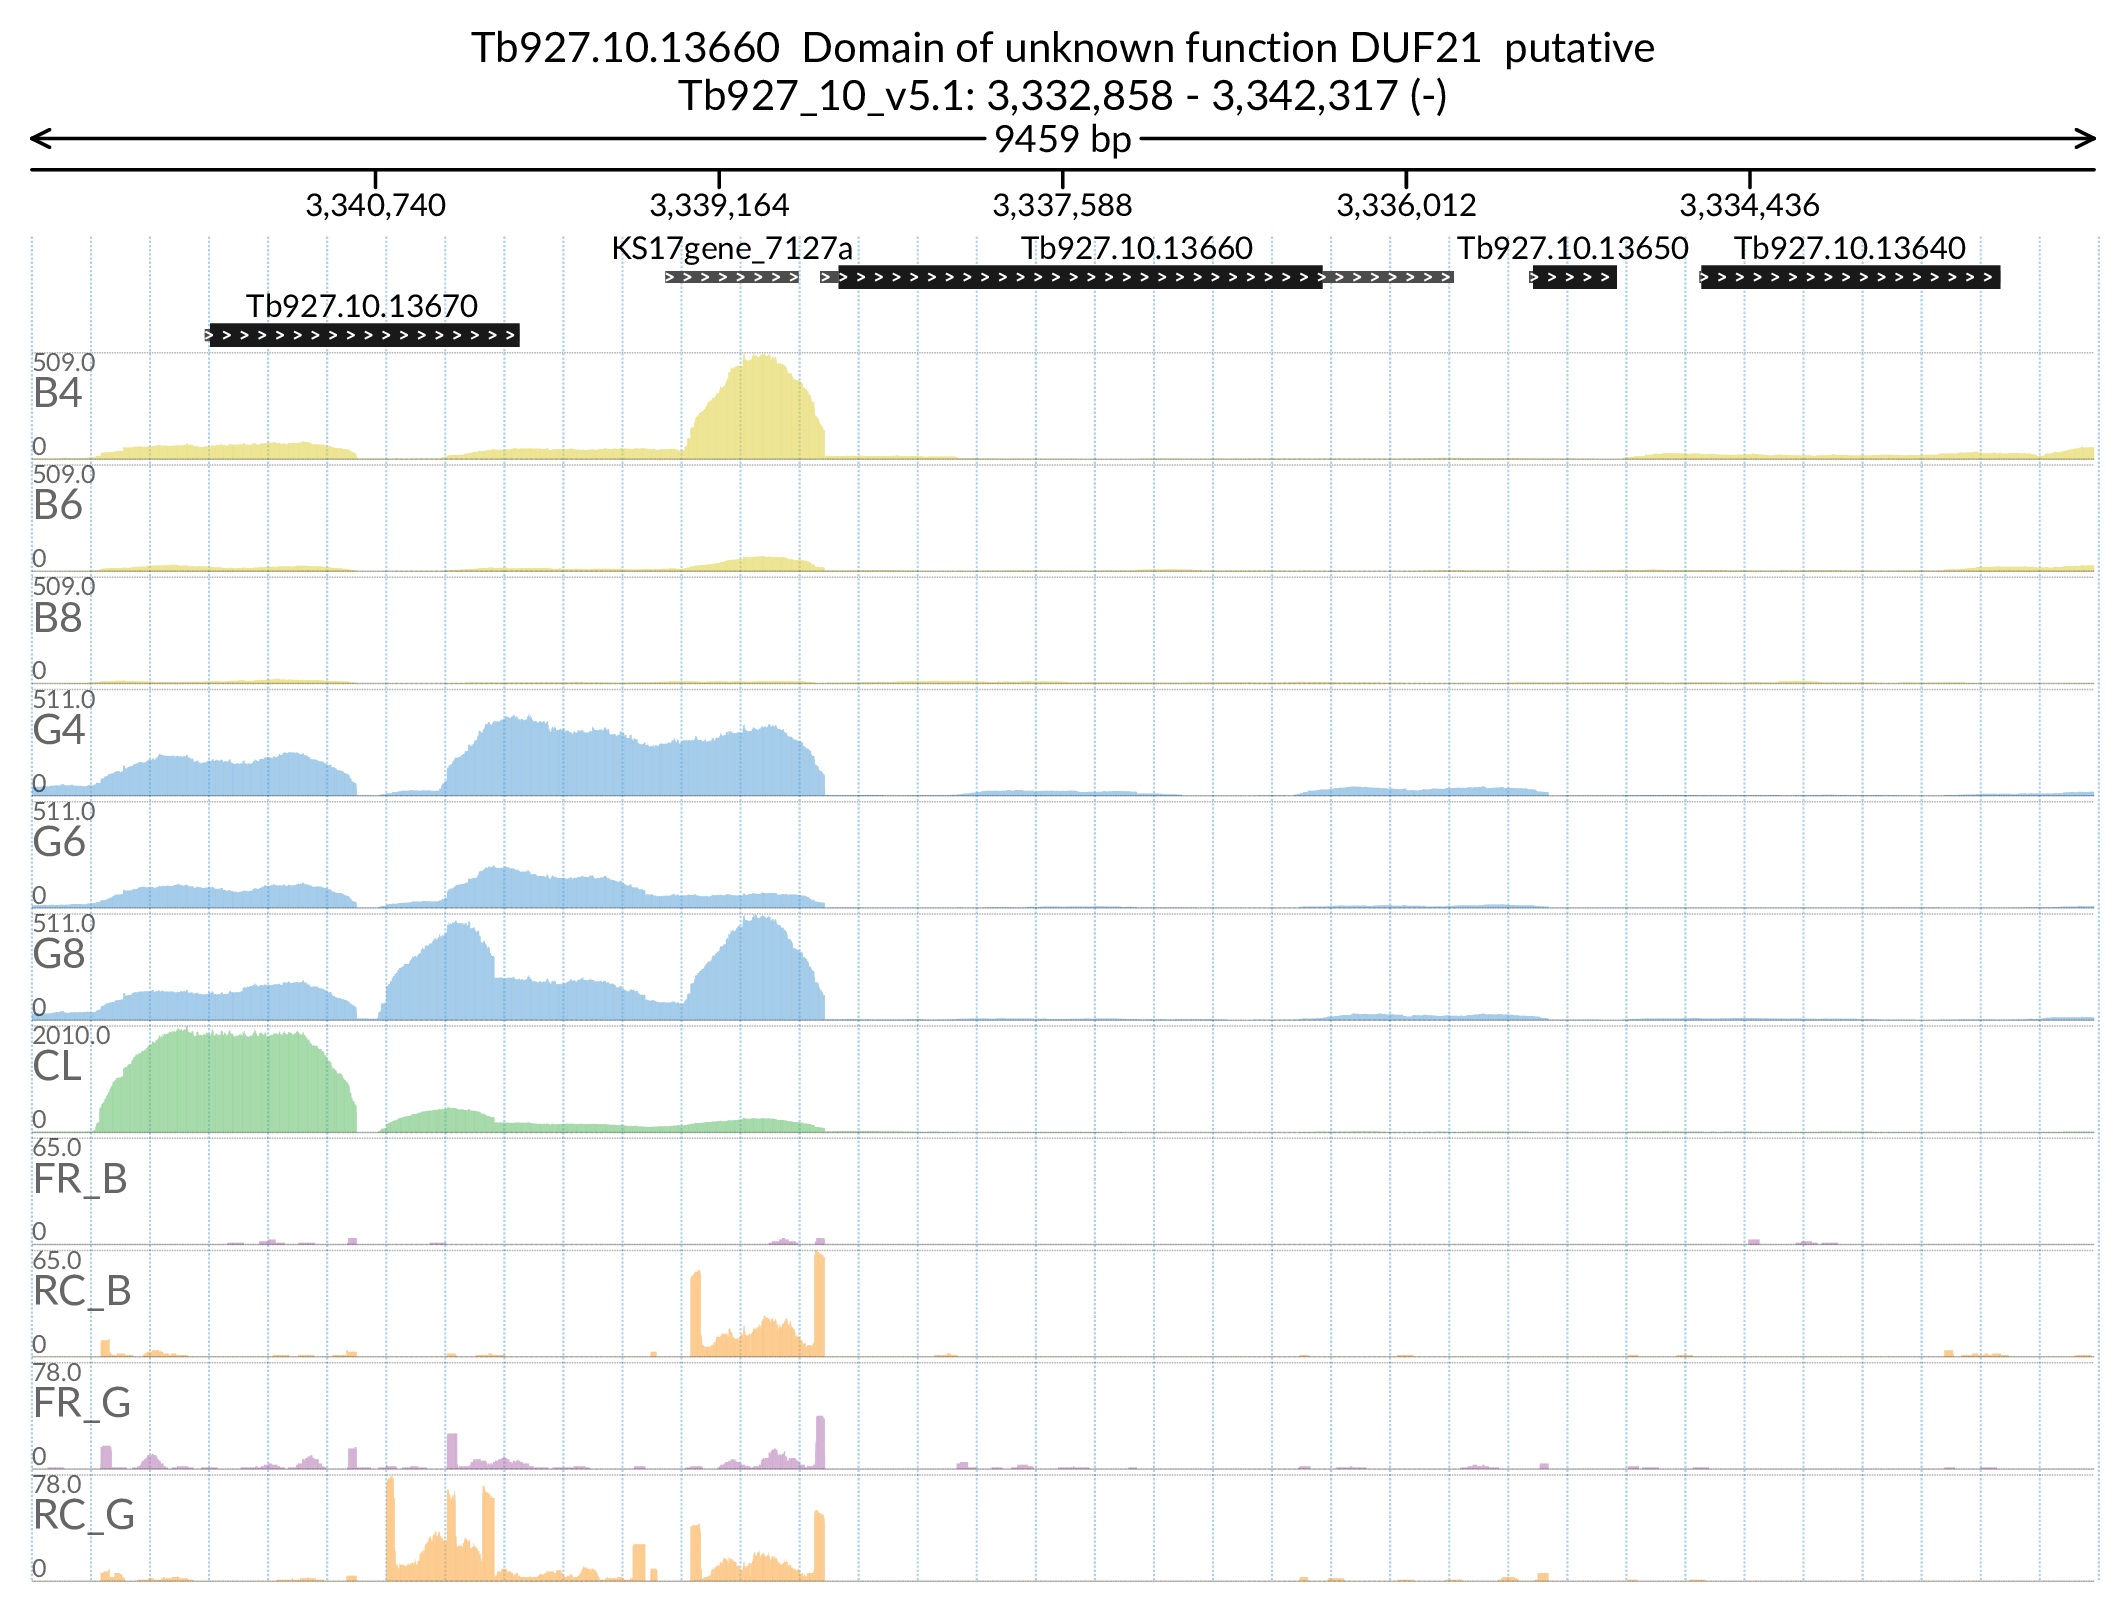 Tb927.10.13660 Domain of unknown function DUF21 putative
Tb927_10_v5.1: 3,332,858 - 3,342,317 (-)
9459 bp
3,340,740 3,339,164 3,337,588 3,336,012 3,334,436
KS17gene_7127a Tb927.10.13660 Tb927.10.13650 Tb927.10.13640
Tb927.10.13670
509.0
B4
0
509.0
B6
0
509.0
B8
0
511.0
G4
0
511.0
G6
0
511.0
G8
0
2010.0
CL
0
65.0
FR_B
0
65.0
RC_B
0
78.0
FR_G
0
78.0
RC_G
0